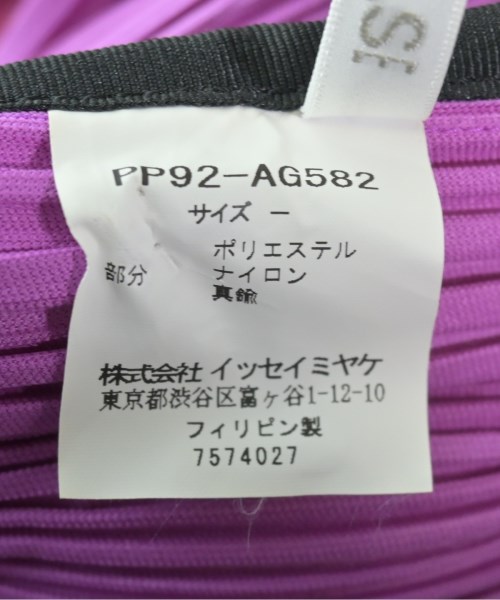 SE
PP92-AG582
サイズ ー
ポリエステル
部分 ナイロン
真鍮
株式会社 イッセイミヤケ
東京都渋谷区富ヶ谷1-12-10
フィリピン製
7574027